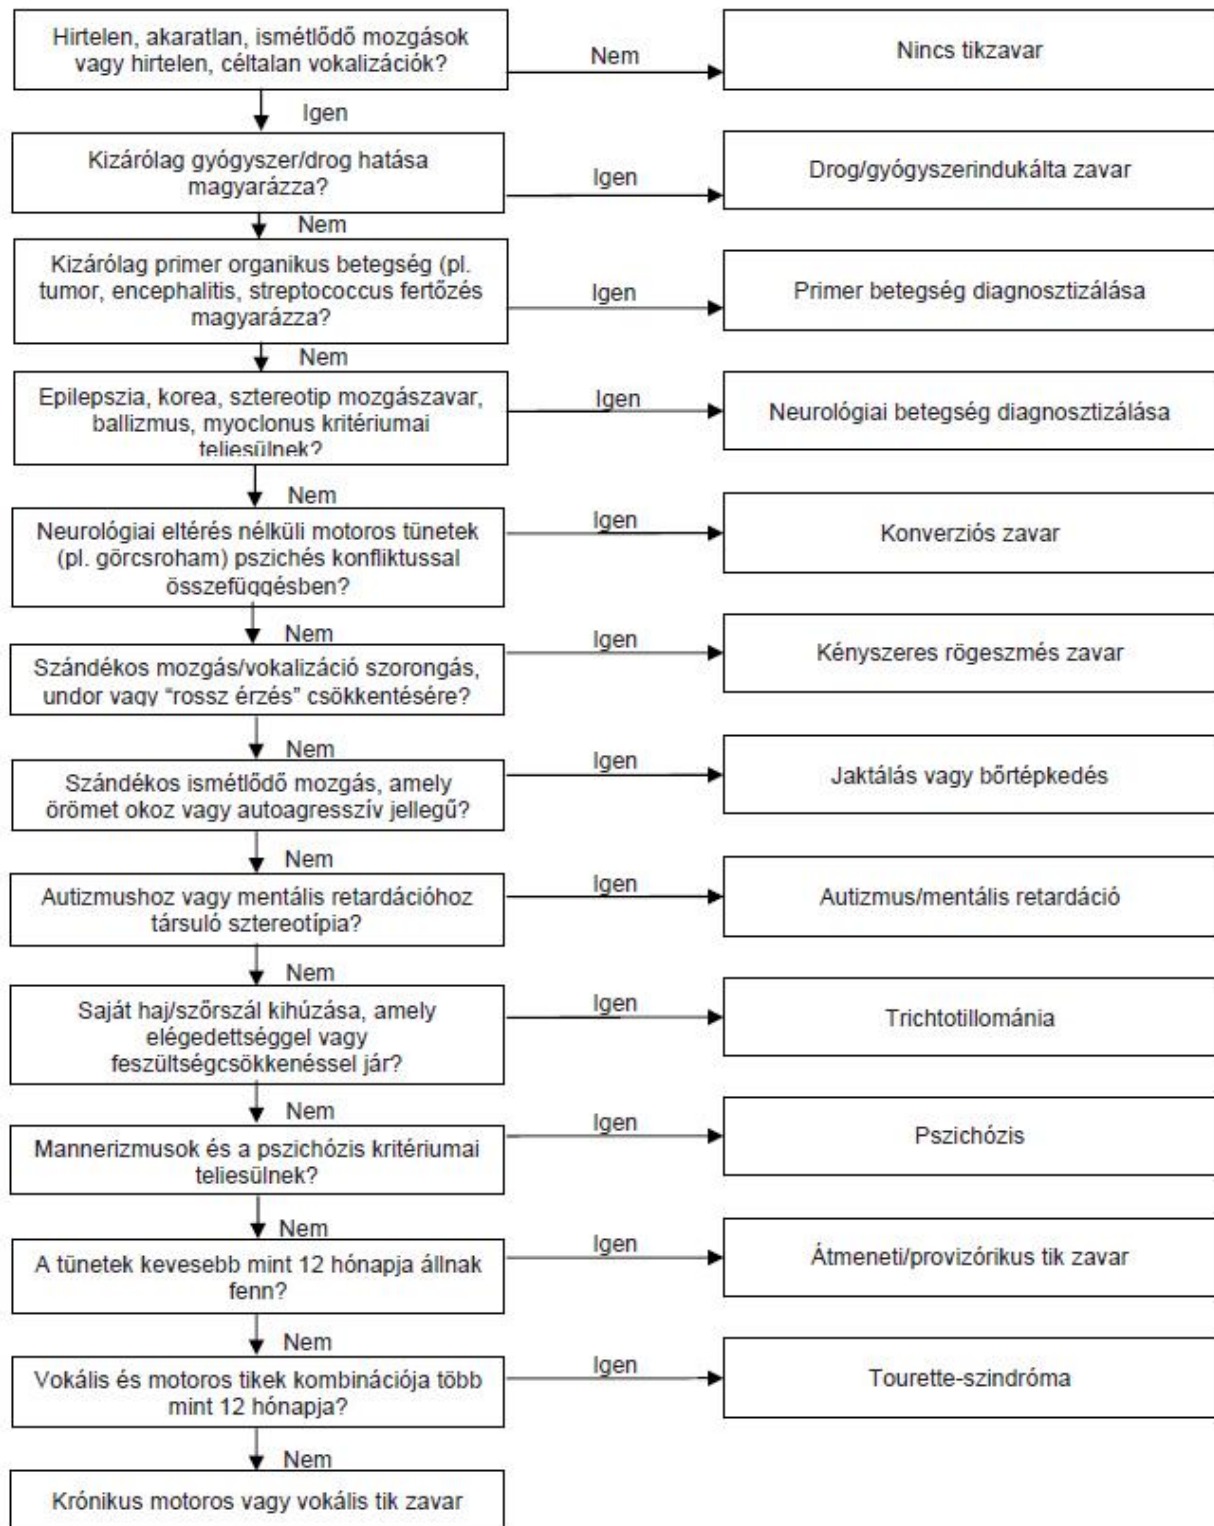 Hirtelen, akaratlan, ismétlődő mozgások
vagy hirtelen, céltalan vokalizációk?
Nem
Nincs tikzavar
Igen
Kizárólag gyógyszer/drog hatása
magyarázza?
Igen
Drog/gyógyszerindukálta zavar
Nem
Kizárólag primer organikus betegség (pl.
tumor, encephalitis, streptococcus fertőzés
magyarázza?
Igen
Primer betegség diagnosztizálása
Nem
Epilepszia, korea, sztereotip mozgászavar,
ballizmus, myoclonus kritériumai
teljesülnek?
Igen
Neurológiai betegség diagnosztizálása
Nem
Neurológiai eltérés nélküli motoros tünetek
(pl. görcsroham) pszichés konfliktussal
összefüggésben?
Igen
Konverziós zavar
Nem
Szándékos mozgás/vokalizáció szorongás,
undor vagy “rossz érzés” csökkentésére?
Igen
Kényszeres rögeszmés zavar
Nem
Szándékos ismétlődő mozgás, amely
örömet okoz vagy autoagresszív jellegű?
Igen
Jaktálás vagy bőrtépkedés
Nem
Autizmushoz vagy mentális retardációhoz
társuló sztereotípia?
Igen
Autizmus/mentális retardáció
Nem
Saját haj/szőrszál kihúzása, amely
elégedettséggel vagy
feszültségcsökkenéssel jár?
Igen
Trichtotillománia
Nem
Mannerizmusok és a pszichózis kritériumai
teljesülnek?
Igen
Pszichózis
Nem
A tünetek kevesebb mint 12 hónapja állnak
fenn?
Igen
Átmeneti/provizórikus tik zavar
Nem
Vokális és motoros tikek kombinációja több
mint 12 hónapja?
Igen
Tourette-szindróma
Nem
Krónikus motoros vagy vokális tik zavar